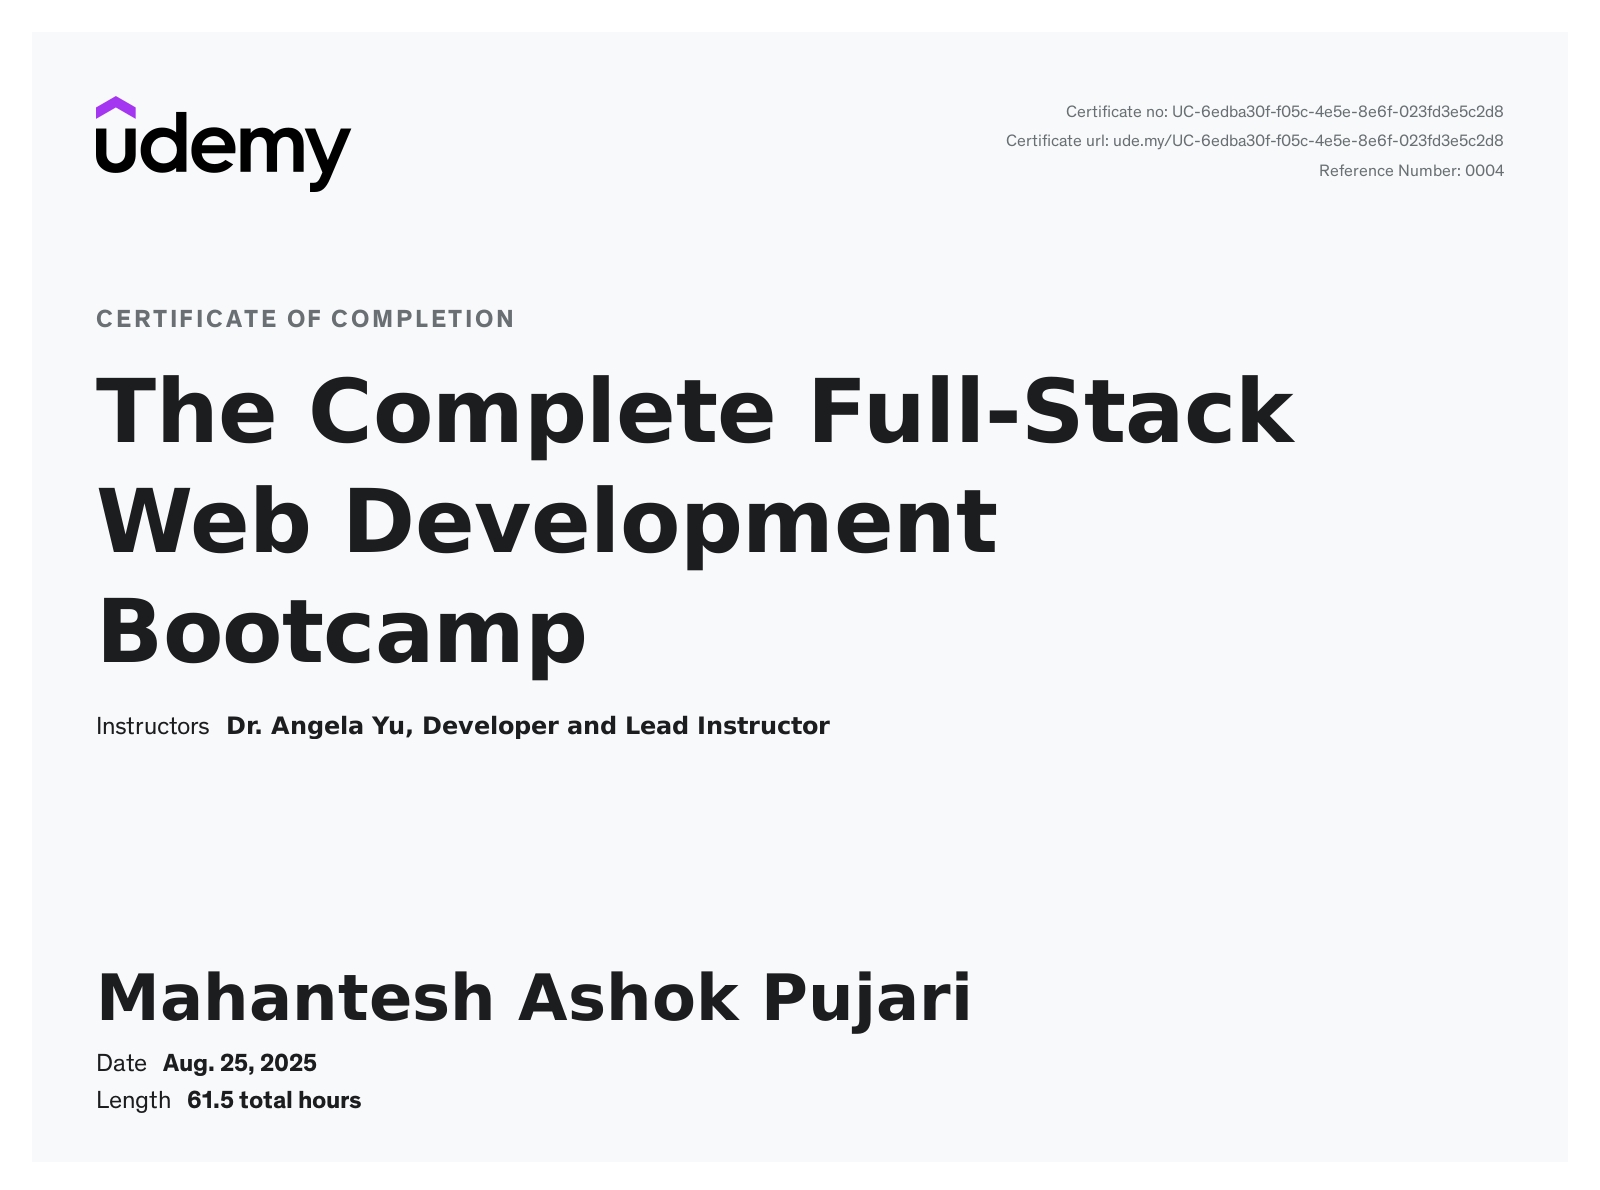 udemy
Certificate no: UC-6edba30f-f05c-4e5e-8e6f-023fd3e5c2d8
Certificate url: ude.my/UC-6edba30f-f05c-4e5e-8e6f-023fd3e5c2d8
Reference Number: 0004
CERTIFICATE OF COMPLETION
The Complete Full-Stack
Web Development
Bootcamp
Instructors Dr. Angela Yu, Developer and Lead Instructor
Mahantesh Ashok Pujari
Date Aug. 25, 2025
Length 61.5 total hours